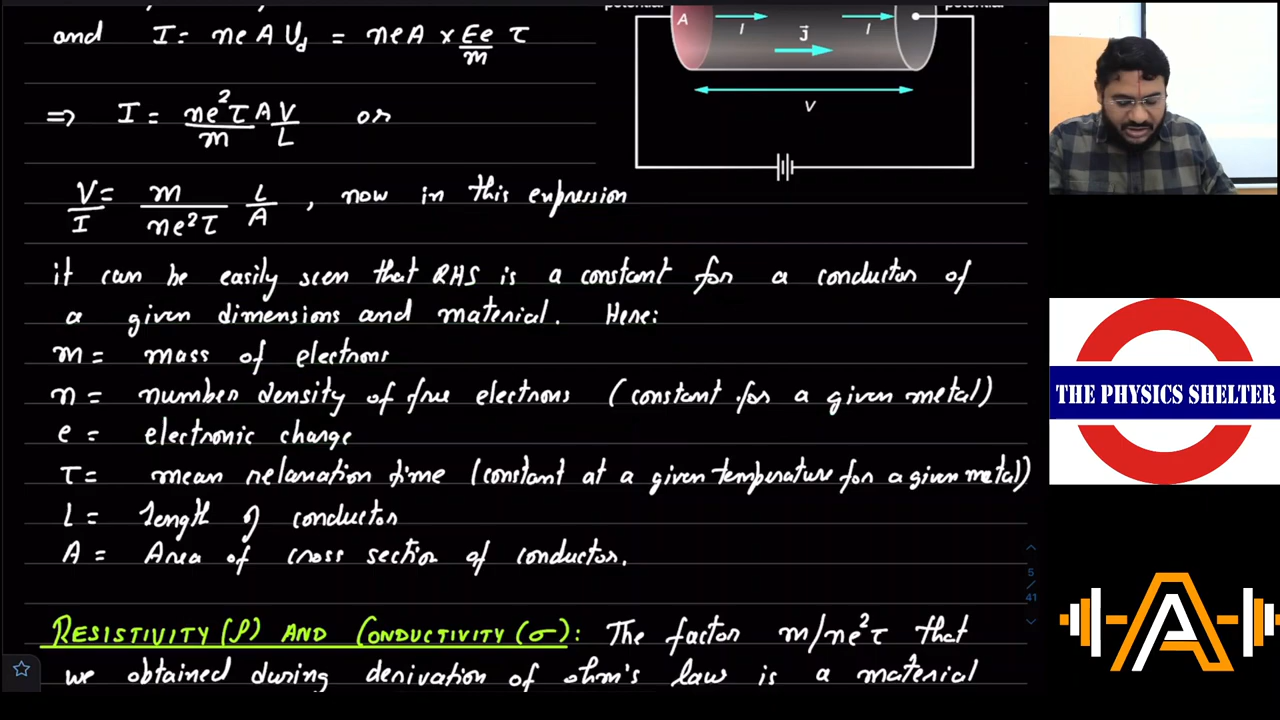 and I = neAU_d = neA × Ee/m τ
A I J I
V
⇒ I = ne²τ/m A V/L or
V/I = m/ne²τ L/A , now in this expression
it can be easily seen that RHS is a constant for a conductor of
a given dimensions and material. Here:
m = mass of electrons
n = number density of free electrons (constant for a given metal)
e = electronic charge
τ = mean relaxation time (constant at a given temperature for a given metal)
L = length of conductor
A = Area of cross section of conductor.
5
/
41
RESISTIVITY (ρ) AND CONDUCTIVITY (σ): The factor m/ne²τ that
we obtained during derivation of ohm's law is a material
THE PHYSICS SHELTER
A